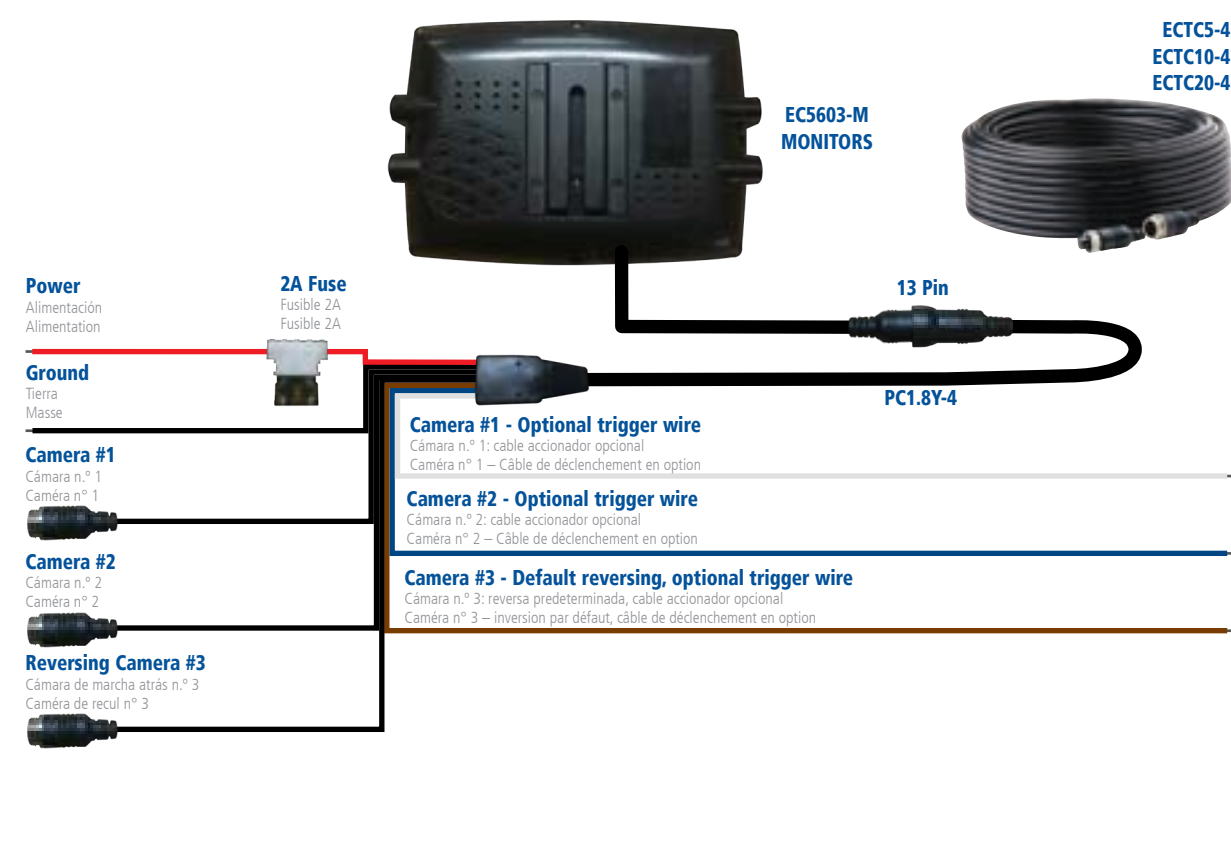 ECTC5-4
ECTC10-4
ECTC20-4
EC5603-M
MONITORS
Power
Alimentación
Alimentation
2A Fuse
Fusible 2A
Fusible 2A
13 Pin
Ground
Tierra
Masse
PC1.8Y-4
Camera #1 - Optional trigger wire
Cámara n.º 1: cable accionador opcional
Caméra n° 1 – Câble de déclenchement en option
Camera #1
Cámara n.º 1
Caméra n° 1
Camera #2 - Optional trigger wire
Cámara n.º 2: cable accionador opcional
Caméra n° 2 – Câble de déclenchement en option
Camera #2
Cámara n.º 2
Caméra n° 2
Camera #3 - Default reversing, optional trigger wire
Cámara n.º 3: reversa predeterminada, cable accionador opcional
Caméra n° 3 – inversion par défaut, câble de déclenchement en option
Reversing Camera #3
Cámara de marcha atrás n.º 3
Caméra de recul n° 3